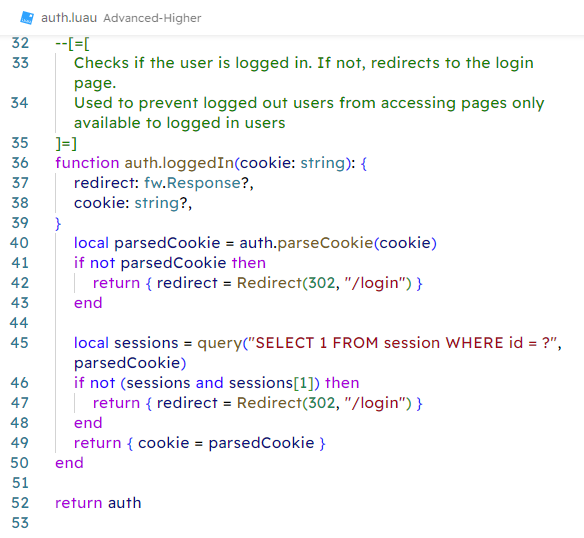 auth.luau Advanced-Higher
32 --[=[
33 Checks if the user is logged in. If not, redirects to the login
page.
34 Used to prevent logged out users from accessing pages only
available to logged in users
35 ]=]
36 function auth.loggedIn(cookie: string): {
37 redirect: fw.Response?,
38 cookie: string?,
39 }
40 local parsedCookie = auth.parseCookie(cookie)
41 if not parsedCookie then
42 return { redirect = Redirect(302, "/login") }
43 end
44
45 local sessions = query("SELECT 1 FROM session WHERE id = ?",
parsedCookie)
46 if not (sessions and sessions[1]) then
47 return { redirect = Redirect(302, "/login") }
48 end
49 return { cookie = parsedCookie }
50 end
51
52 return auth
53